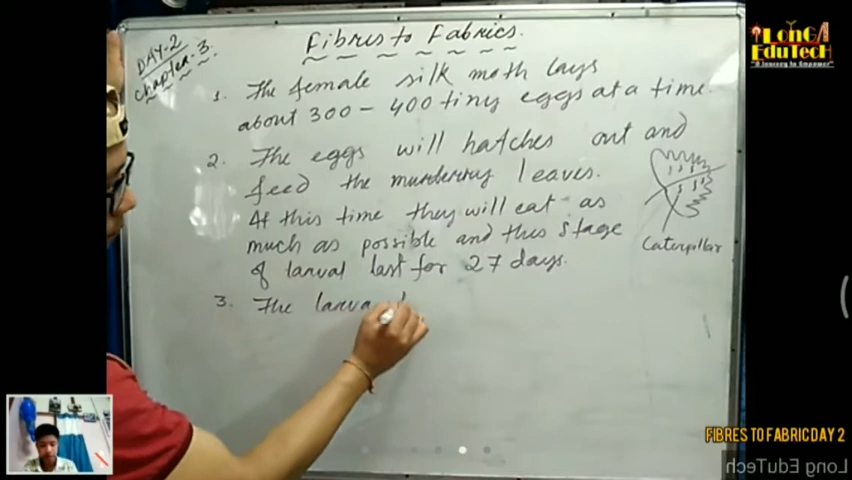 DAY-2
Chapter-3
Fibres to Fabrics.
1. The female silk moth lays
about 300 - 400 tiny eggs at a time.
2. The eggs will hatches out and
feed the munberrny leaves.
At this time they will eat as
much as possible and this stage
of larval last for 27 days.
Caterpillar
3. The larva
LONG
EDUTECH
"A Journey to Empower"
FIBRES TO FABRIC DAY 2
Long EduTech